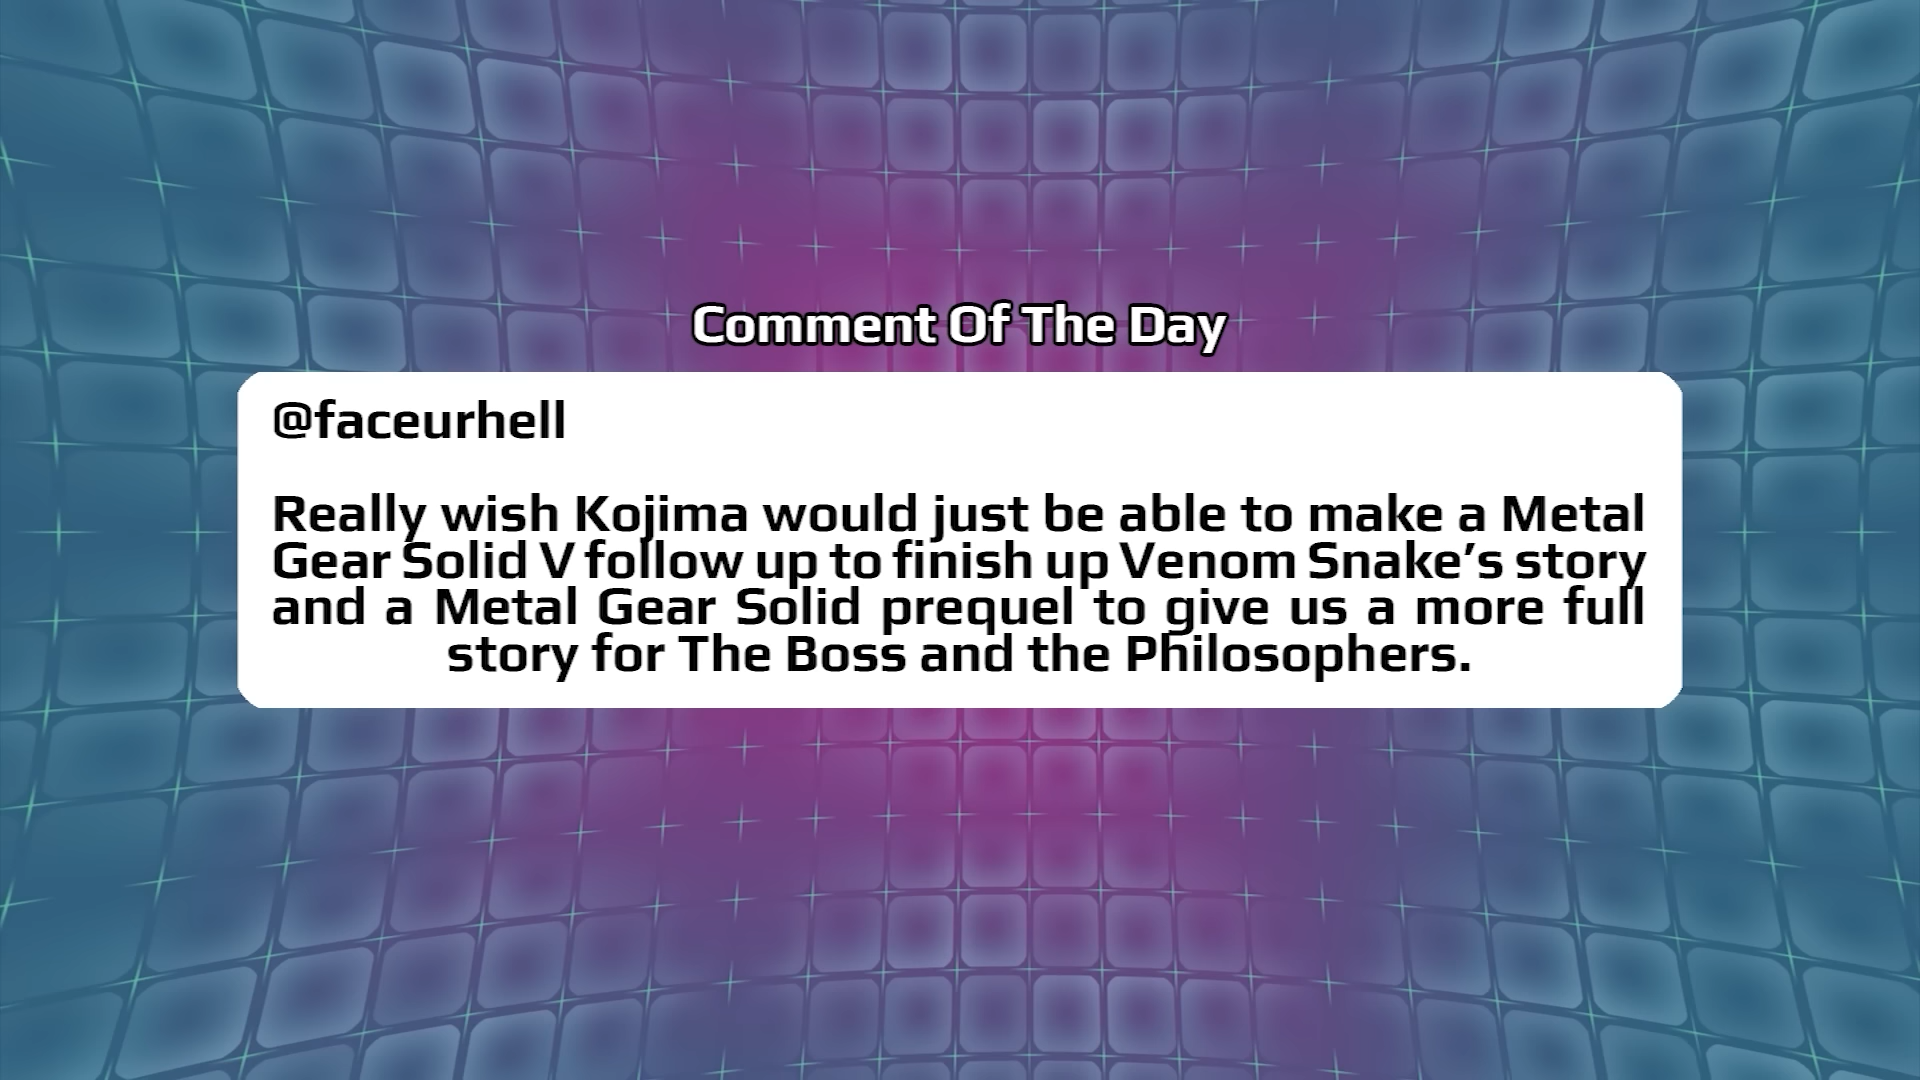 Comment Of The Day
@faceurhell
Really wish Kojima would just be able to make a Metal
Gear Solid V follow up to finish up Venom Snake’s story
and a Metal Gear Solid prequel to give us a more full
story for The Boss and the Philosophers.